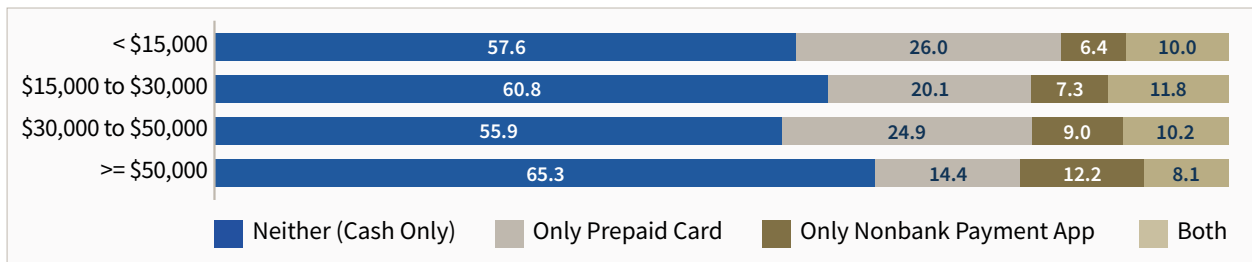 < $15,000 57.6 26.0 6.4 10.0
$15,000 to $30,000 60.8 20.1 7.3 11.8
$30,000 to $50,000 55.9 24.9 9.0 10.2
>= $50,000 65.3 14.4 12.2 8.1
Neither (Cash Only) Only Prepaid Card Only Nonbank Payment App Both